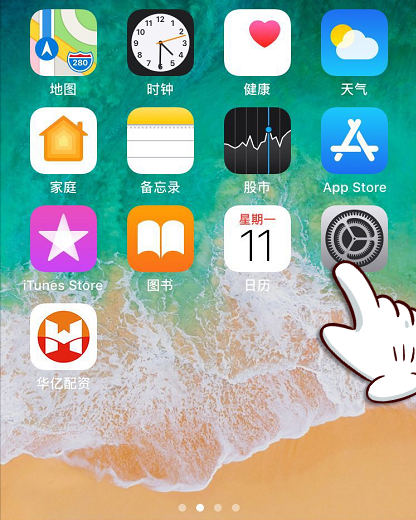 280
地图
时钟
健康
天气
家庭
备忘录
股市
App Store
iTunes Store
图书
星期一
11
日历
华亿配资